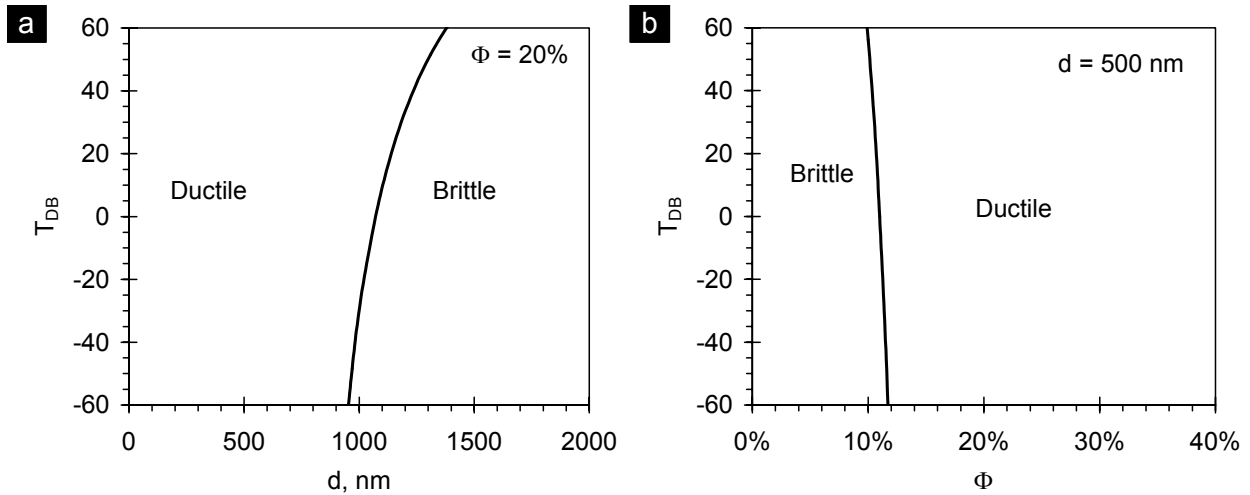 a
Φ = 20%
60
40
20
0
-20
-40
-60
T_DB
Ductile
Brittle
0
500
1000
1500
2000
d, nm
b
d = 500 nm
60
40
20
0
-20
-40
-60
T_DB
Brittle
Ductile
0%
10%
20%
30%
40%
Φ